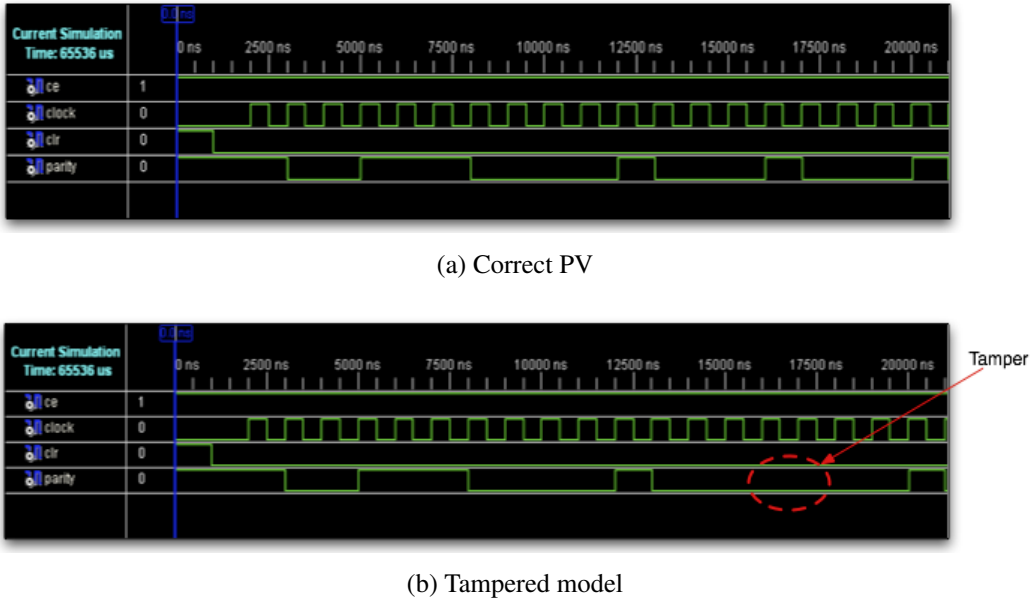 0.0 ns
Current Simulation
Time: 65536 us
0 ns 2500 ns 5000 ns 7500 ns 10000 ns 12500 ns 15000 ns 17500 ns 20000 ns
ce 1
clock 0
clr 0
parity 0
(a) Correct PV
0.0 ns
Current Simulation
Time: 65536 us
0 ns 2500 ns 5000 ns 7500 ns 10000 ns 12500 ns 15000 ns 17500 ns 20000 ns
Tamper
ce 1
clock 0
clr 0
parity 0
(b) Tampered model